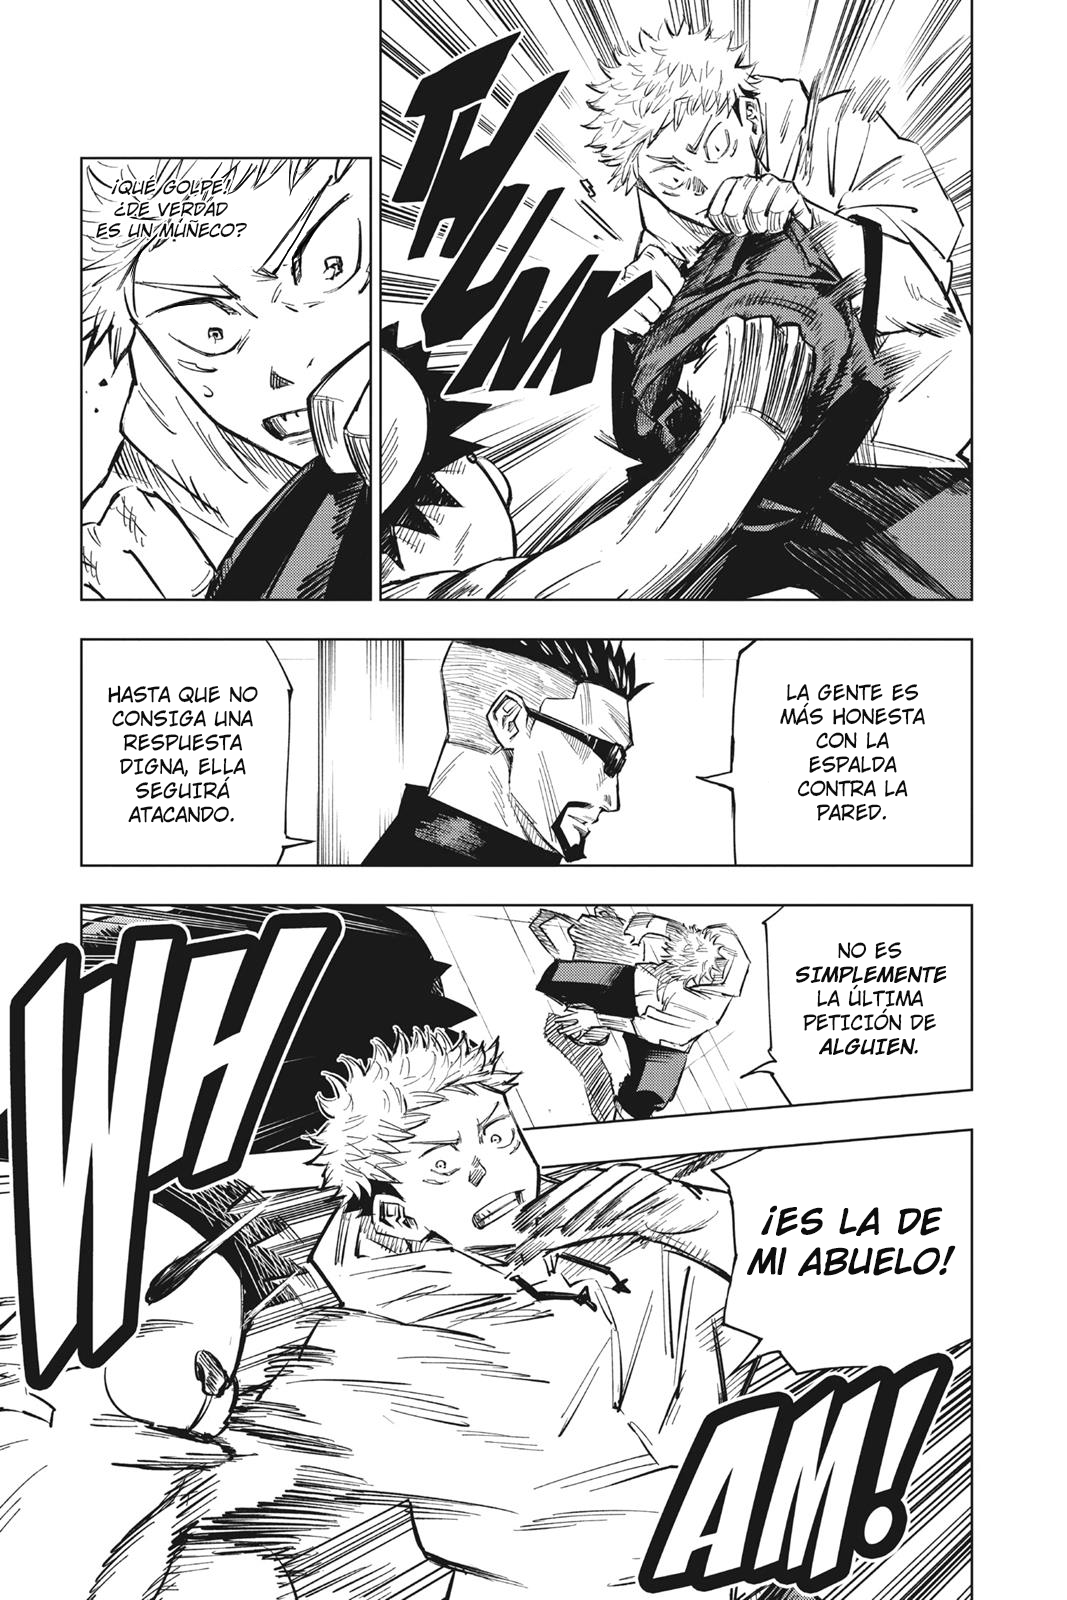 THUNK
¡QUÉ GOLPE!
¿DE VERDAD
ES UN MUÑECO?
LA GENTE ES
MÁS HONESTA
CON LA
ESPALDA
CONTRA LA
PARED.
HASTA QUE NO
CONSIGA UNA
RESPUESTA
DIGNA, ELLA
SEGUIRÁ
ATACANDO.
NO ES
SIMPLEMENTE
LA ÚLTIMA
PETICIÓN DE
ALGUIEN.
¡ES LA DE
MI ABUELO!
WH
AM!